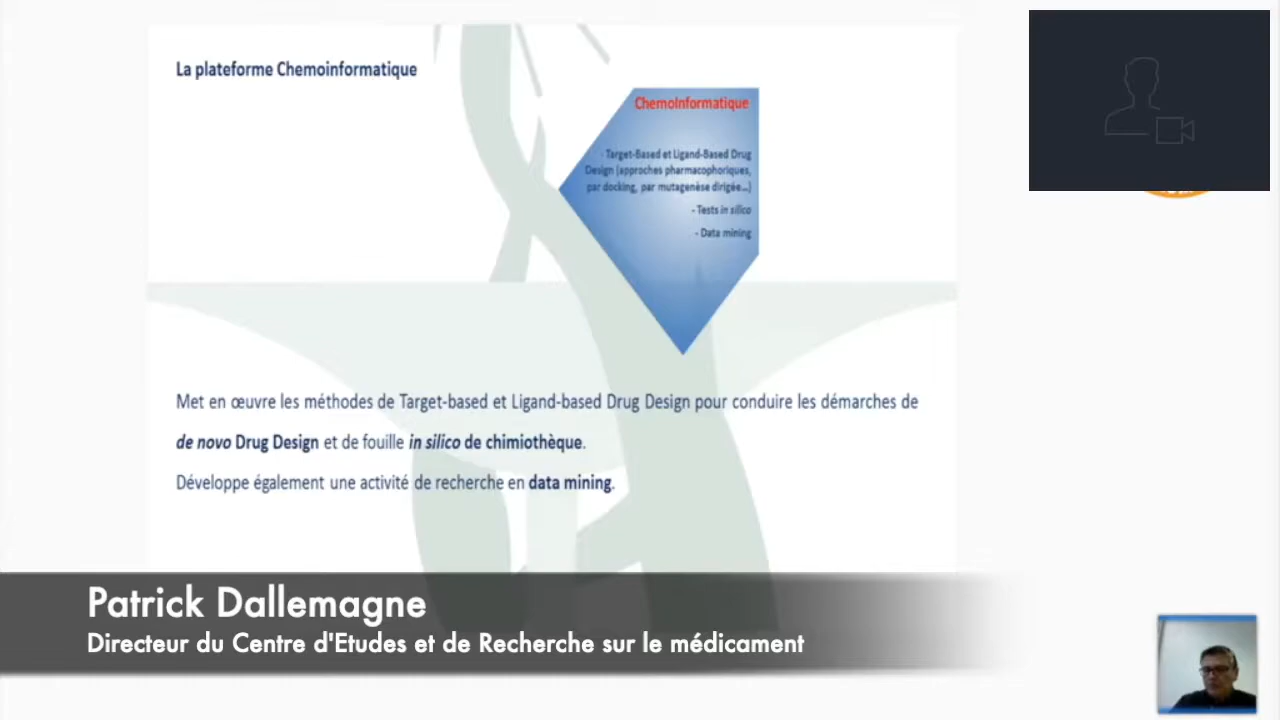 La plateforme Chemoinformatique
ChemoInformatique
- Target-Based et Ligand-Based Drug
Design (approches pharmacophoriques,
par docking, par mutagenèse dirigée...)
- Tests in silico
- Data mining
Met en œuvre les méthodes de Target-based et Ligand-based Drug Design pour conduire les démarches de
de novo Drug Design et de fouille in silico de chimiothèque.
Développe également une activité de recherche en data mining.
Patrick Dallemagne
Directeur du Centre d'Etudes et de Recherche sur le médicament